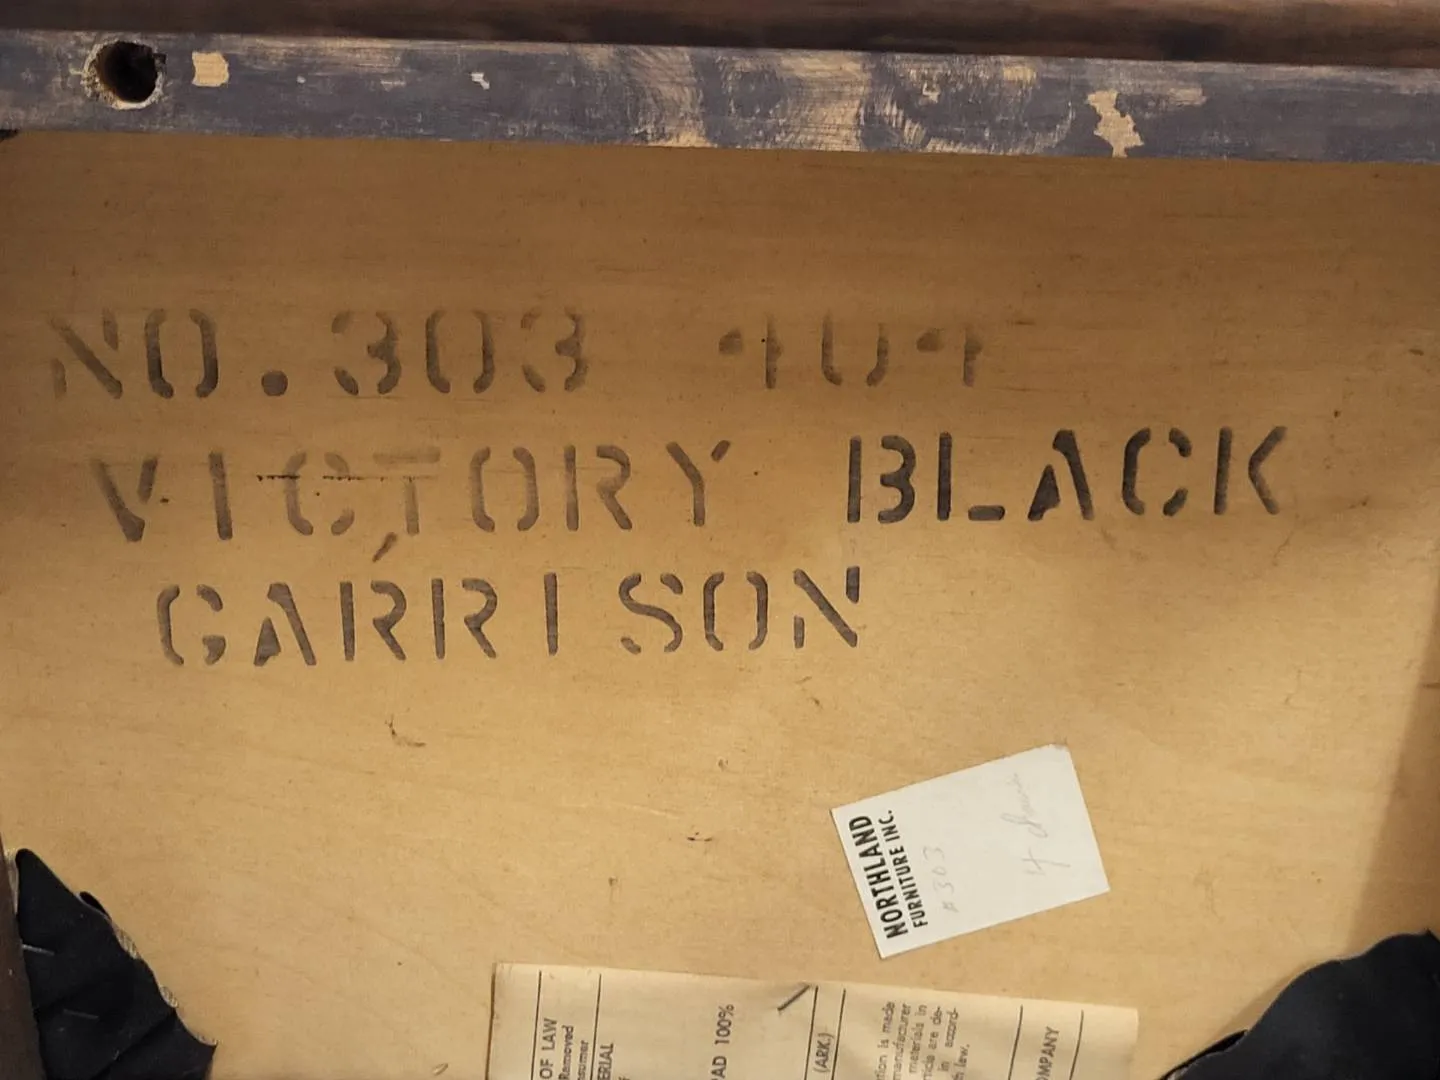 NO. 303 404
VICTORY BLACK
GARRISON
NORTHLAND
FURNITURE INC.
# 303
4 
OF LAW
Removed
nsumer
ERIAL
AD 100%
(ARK.)
tion is made
manufacturer
materials in
ticle are de-
in accord-
h law.
OMPANY